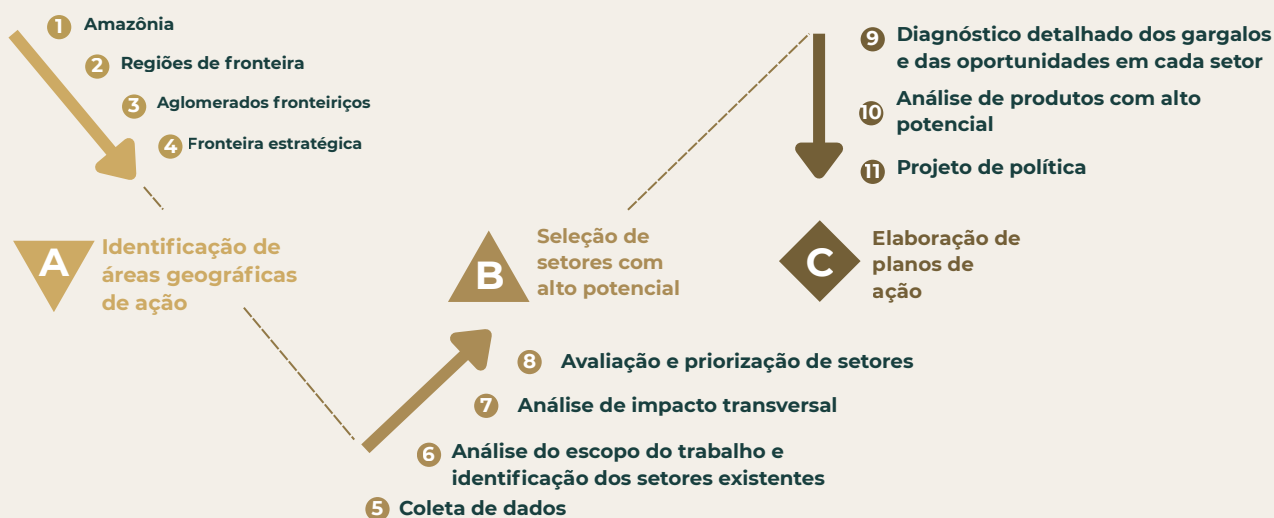 1 Amazônia
2 Regiões de fronteira
3 Aglomerados fronteiriços
4 Fronteira estratégica
A Identificação de
áreas geográficas
de ação
5 Coleta de dados
6 Análise do escopo do trabalho e
identificação dos setores existentes
7 Análise de impacto transversal
8 Avaliação e priorização de setores
B Seleção de
setores com
alto potencial
9 Diagnóstico detalhado dos gargalos
e das oportunidades em cada setor
10 Análise de produtos com alto
potencial
11 Projeto de política
C Elaboração de
planos de
ação